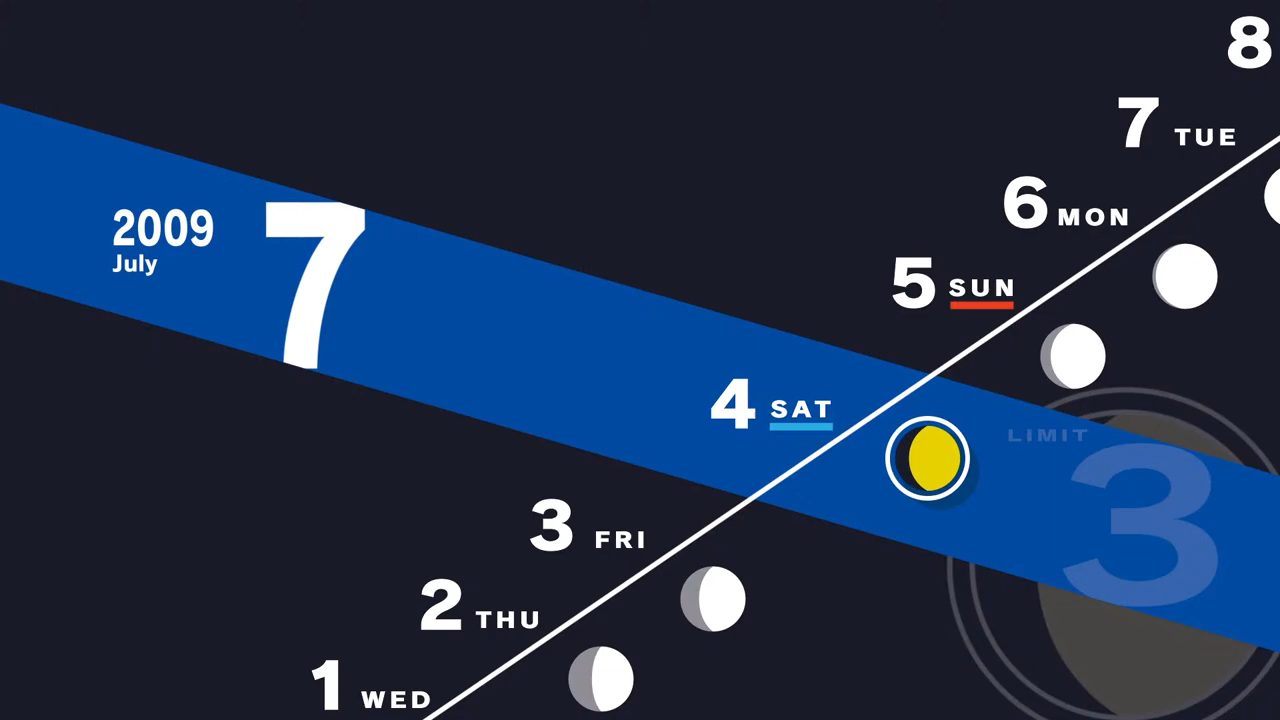 2009
July
7
8
7 TUE
6 MON
5 SUN
4 SAT
LIMIT
3
3 FRI
2 THU
1 WED